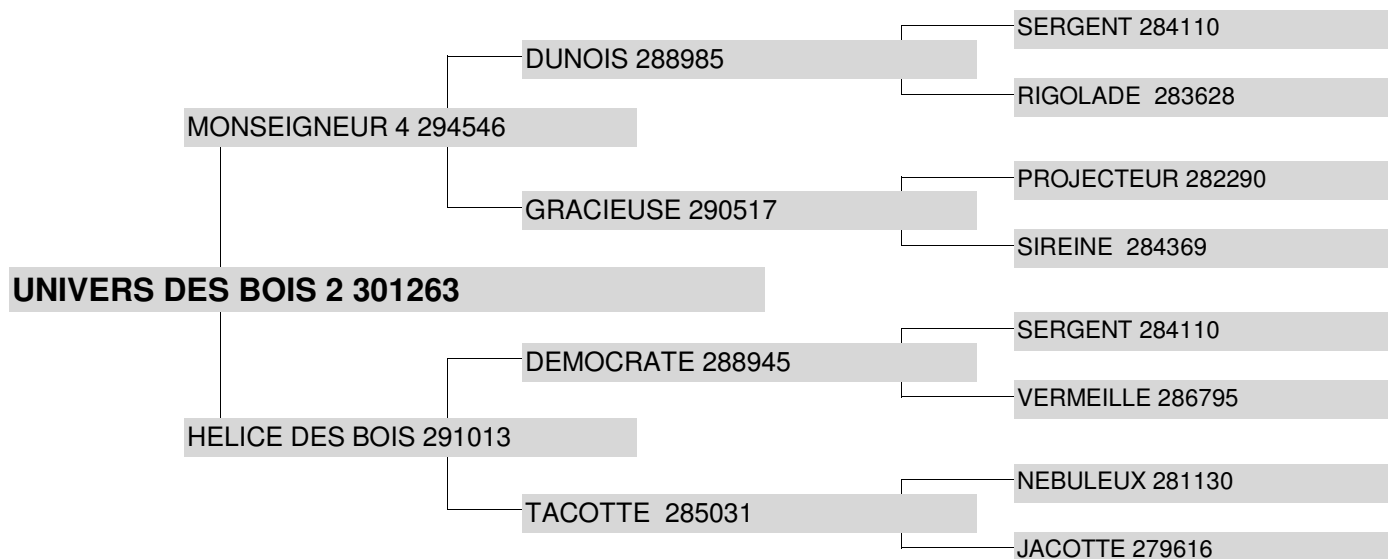 SERGENT 284110
DUNOIS 288985
RIGOLADE  283628
MONSEIGNEUR 4 294546
PROJECTEUR 282290
GRACIEUSE 290517
SIREINE  284369
UNIVERS DES BOIS 2 301263
SERGENT 284110
DEMOCRATE 288945
VERMEILLE 286795
HELICE DES BOIS 291013
NEBULEUX 281130
TACOTTE  285031
JACOTTE 279616